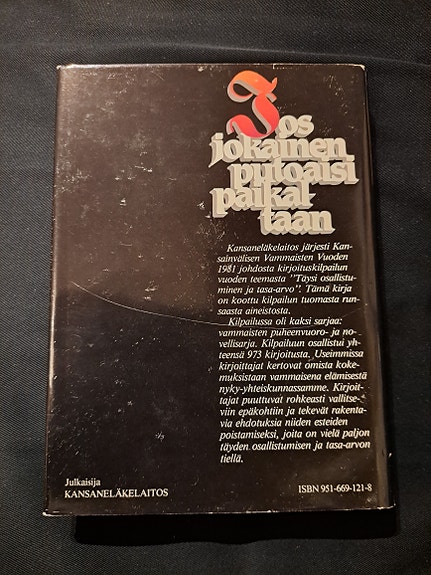 Jos
jokainen
putoaisi
paikal-
taan
Kansaneläkelaitos järjesti Kan-
sainvälisen Vammaisten Vuoden
1981 johdosta kirjoituskilpailun
vuoden teemasta "Täysi osallistu-
minen ja tasa-arvo". Tämä kirja
on koottu kilpailun tuomasta run-
saasta aineistosta.
Kilpailussa oli kaksi sarjaa:
vammaisten puheenvuoro- ja no-
vellisarja. Kilpailuun osallistui yh-
teensä 973 kirjoitusta. Useimmissa
kirjoittajat kertovat omista koke-
muksistaan vammaisena elämisestä
nyky-yhteiskunnassamme. Kirjoit-
tajat puuttuvat rohkeasti vallitse-
viin epäkohtiin ja tekevät rakenta-
via ehdotuksia niiden esteiden
poistamiseksi, joita on vielä paljon
täyden osallistumisen ja tasa-arvon
tiellä.
Julkaisija
KANSANELÄKELAITOS
ISBN 951-669-121-8